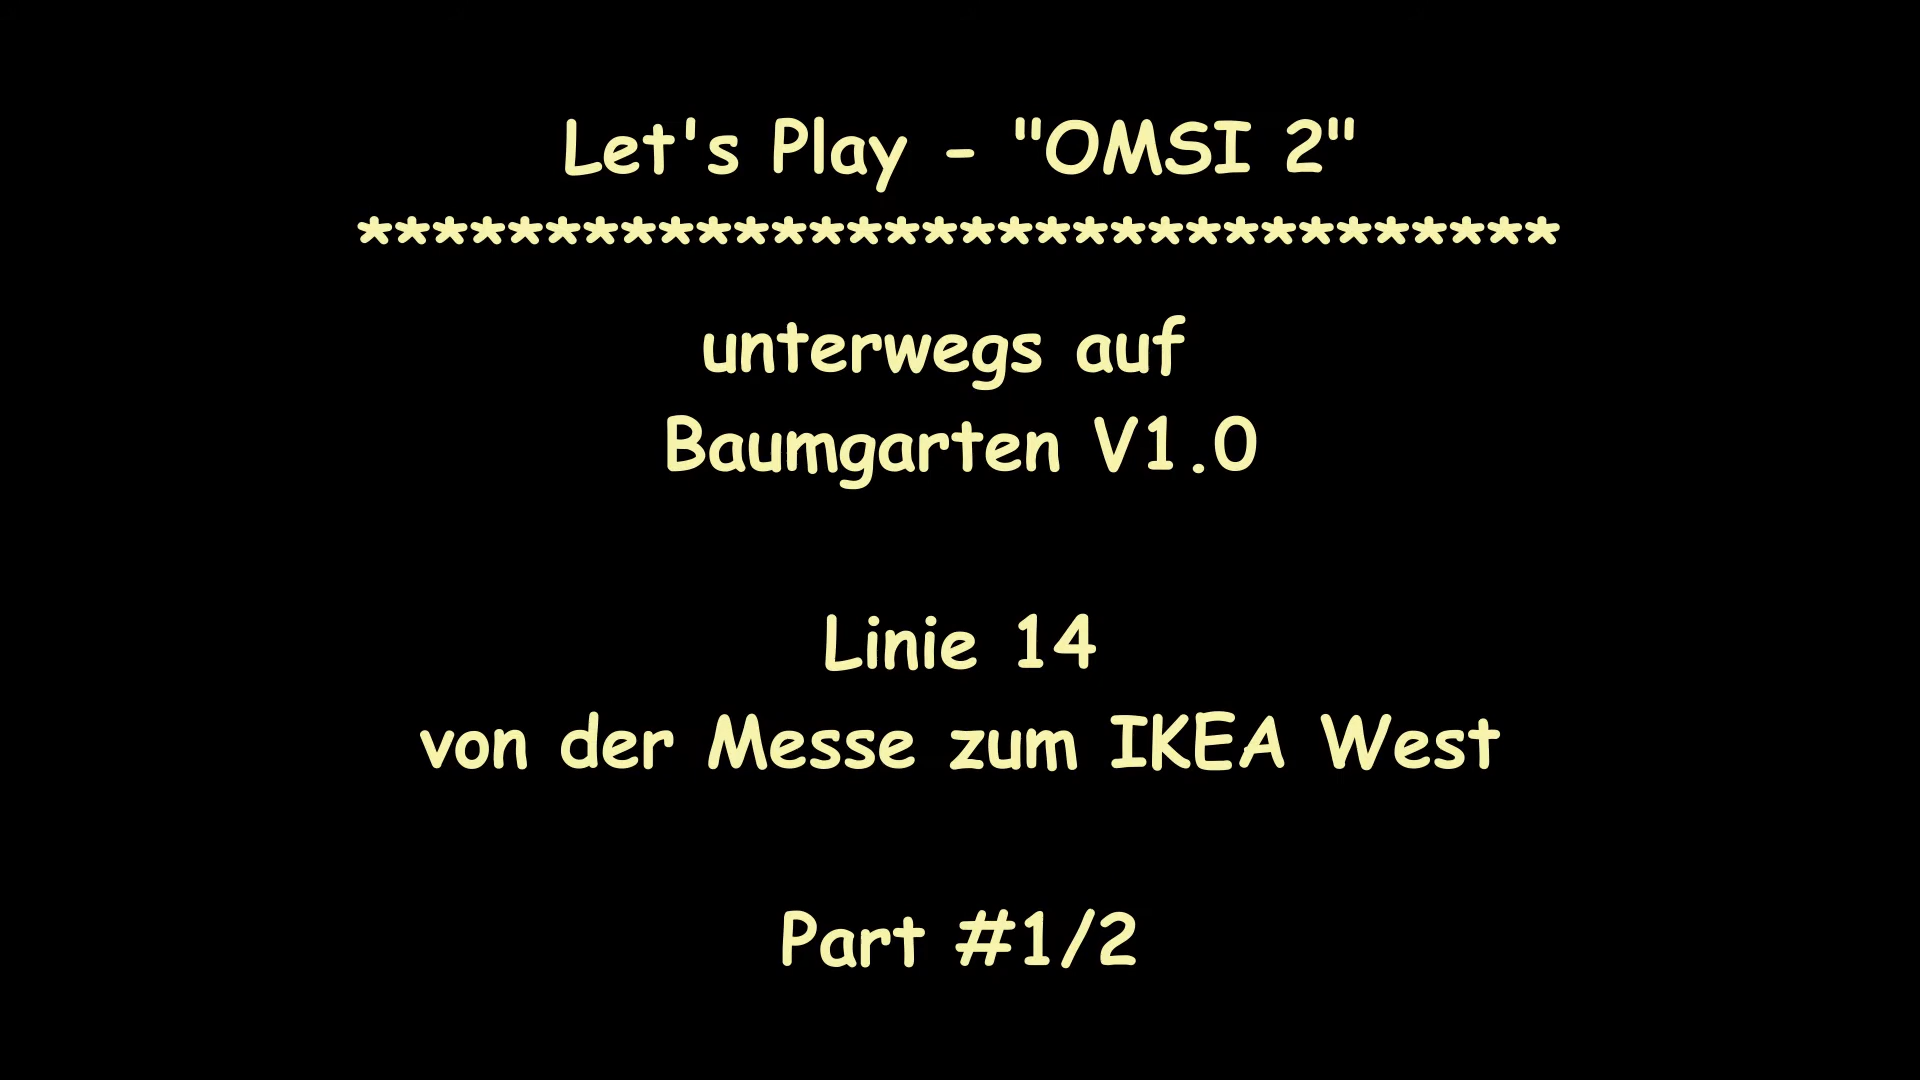 Let's Play - "OMSI 2"
********************************
unterwegs auf
Baumgarten V1.0
Linie 14
von der Messe zum IKEA West
Part #1/2